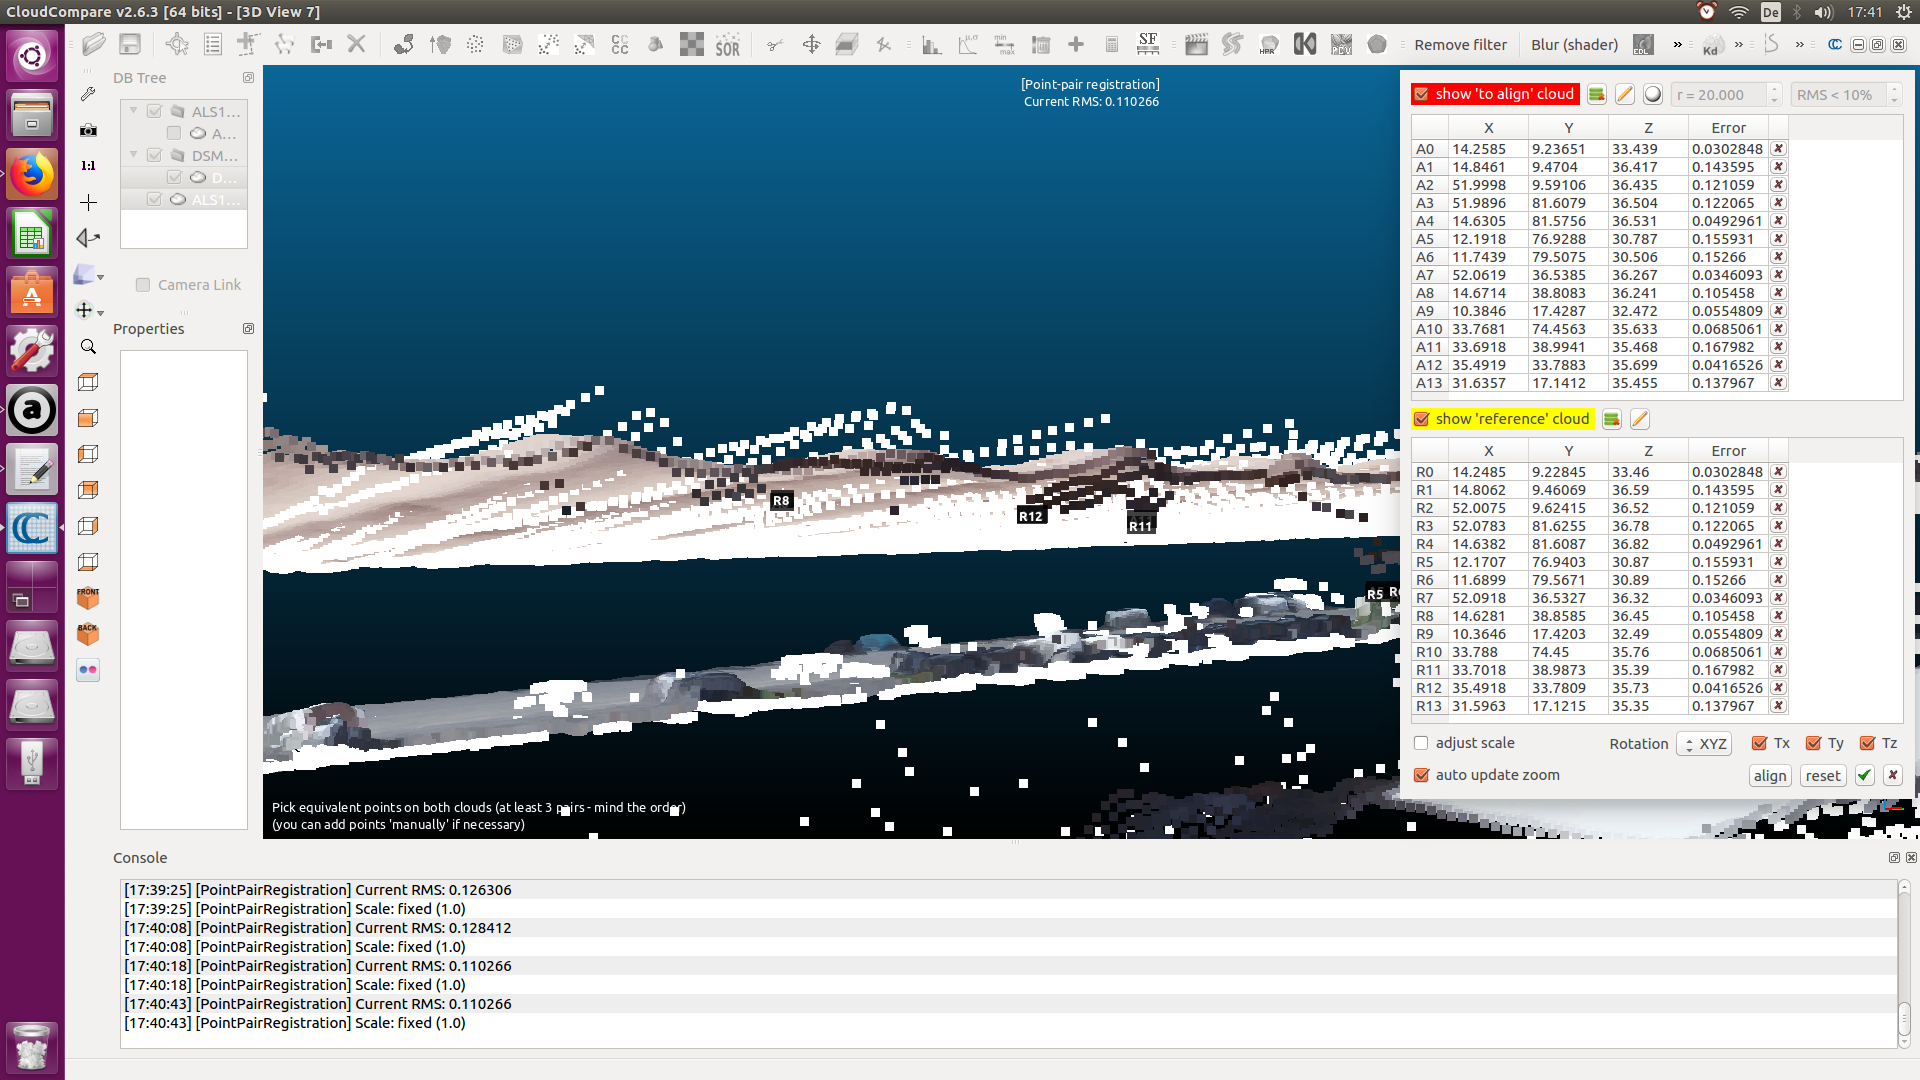 CloudCompare v2.6.3 [64 bits] - [3D View 7]
De
17:41
SOR
SF
Remove filter
Blur (shader)
EDL
»
Kd
»
»
DB Tree
ALS1...
A...
DSM...
D...
ALS1...
1:1
Camera Link
Properties
FRONT
BACK
[Point-pair registration]
Current RMS: 0.110266
R8
R12
R11
R5
Pick equivalent points on both clouds (at least 3 pairs - mind the order)
(you can add points 'manually' if necessary)
show 'to align' cloud
r = 20.000
RMS < 10%
X Y Z Error
A0 14.2585 9.23651 33.439 0.0302848
A1 14.8461 9.4704 36.417 0.143595
A2 51.9998 9.59106 36.435 0.121059
A3 51.9896 81.6079 36.504 0.122065
A4 14.6305 81.5756 36.531 0.0492961
A5 12.1918 76.9288 30.787 0.155931
A6 11.7439 79.5075 30.506 0.15266
A7 52.0619 36.5385 36.267 0.0346093
A8 14.6714 38.8083 36.241 0.105458
A9 10.3846 17.4287 32.472 0.0554809
A10 33.7681 74.4563 35.633 0.0685061
A11 33.6918 38.9941 35.468 0.167982
A12 35.4919 33.7883 35.699 0.0416526
A13 31.6357 17.1412 35.455 0.137967
show 'reference' cloud
X Y Z Error
R0 14.2485 9.22845 33.46 0.0302848
R1 14.8062 9.46069 36.59 0.143595
R2 52.0075 9.62415 36.52 0.121059
R3 52.0783 81.6255 36.78 0.122065
R4 14.6382 81.6087 36.82 0.0492961
R5 12.1707 76.9403 30.87 0.155931
R6 11.6899 79.5671 30.89 0.15266
R7 52.0918 36.5327 36.32 0.0346093
R8 14.6281 38.8585 36.45 0.105458
R9 10.3646 17.4203 32.49 0.0554809
R10 33.788 74.45 35.76 0.0685061
R11 33.7018 38.9873 35.39 0.167982
R12 35.4918 33.7809 35.73 0.0416526
R13 31.5963 17.1215 35.35 0.137967
adjust scale
Rotation XYZ Tx Ty Tz
auto update zoom
align reset
Console
[17:39:25] [PointPairRegistration] Current RMS: 0.126306
[17:39:25] [PointPairRegistration] Scale: fixed (1.0)
[17:40:08] [PointPairRegistration] Current RMS: 0.128412
[17:40:08] [PointPairRegistration] Scale: fixed (1.0)
[17:40:18] [PointPairRegistration] Current RMS: 0.110266
[17:40:18] [PointPairRegistration] Scale: fixed (1.0)
[17:40:43] [PointPairRegistration] Current RMS: 0.110266
[17:40:43] [PointPairRegistration] Scale: fixed (1.0)